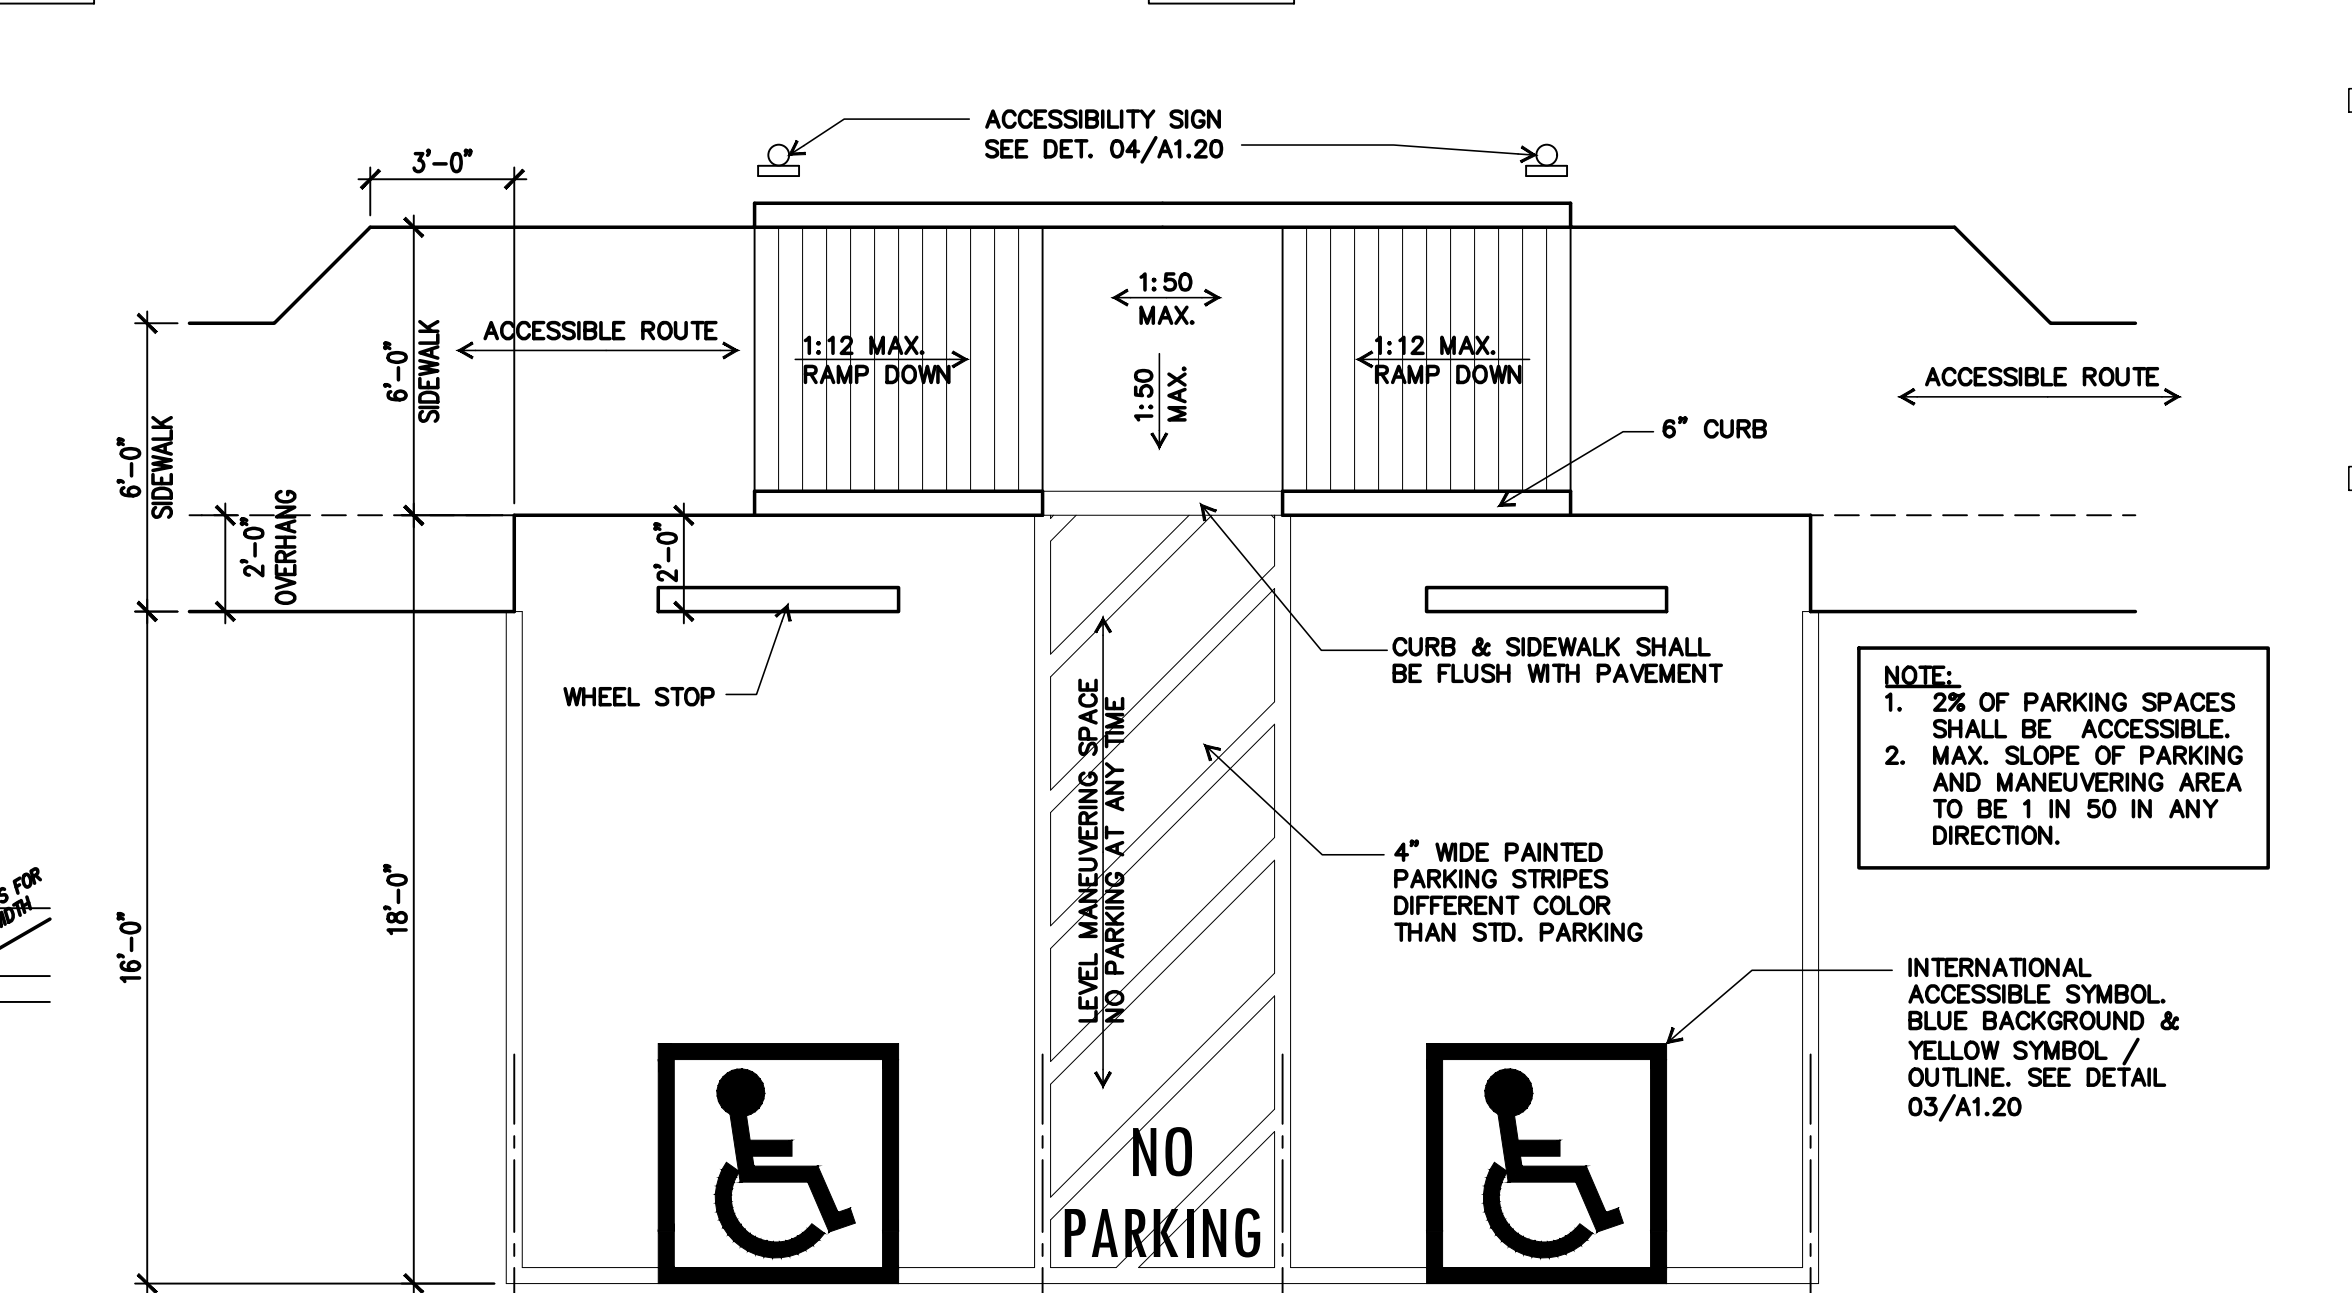 ACCESSIBILITY SIGN
SEE DET. 04/A1.20
3'-0"
1:50
MAX.
ACCESSIBLE ROUTE
1:12 MAX.
RAMP DOWN
1:12 MAX.
RAMP DOWN
6'-0"
SIDEWALK
1:50
MAX.
ACCESSIBLE ROUTE
6" CURB
6'-0"
SIDEWALK
2'-0"
OVERHANG
2'-0"
WHEEL STOP
CURB & SIDEWALK SHALL
BE FLUSH WITH PAVEMENT
NOTE:
1. 2% OF PARKING SPACES
SHALL BE ACCESSIBLE.
2. MAX. SLOPE OF PARKING
AND MANEUVERING AREA
TO BE 1 IN 50 IN ANY
DIRECTION.
LEVEL MANEUVERING SPACE
NO PARKING AT ANY TIME
4" WIDE PAINTED
PARKING STRIPES
DIFFERENT COLOR
THAN STD. PARKING
FOR
16'-0"
18'-0"
INTERNATIONAL
ACCESSIBLE SYMBOL.
BLUE BACKGROUND &
YELLOW SYMBOL /
OUTLINE. SEE DETAIL
03/A1.20
NO
PARKING